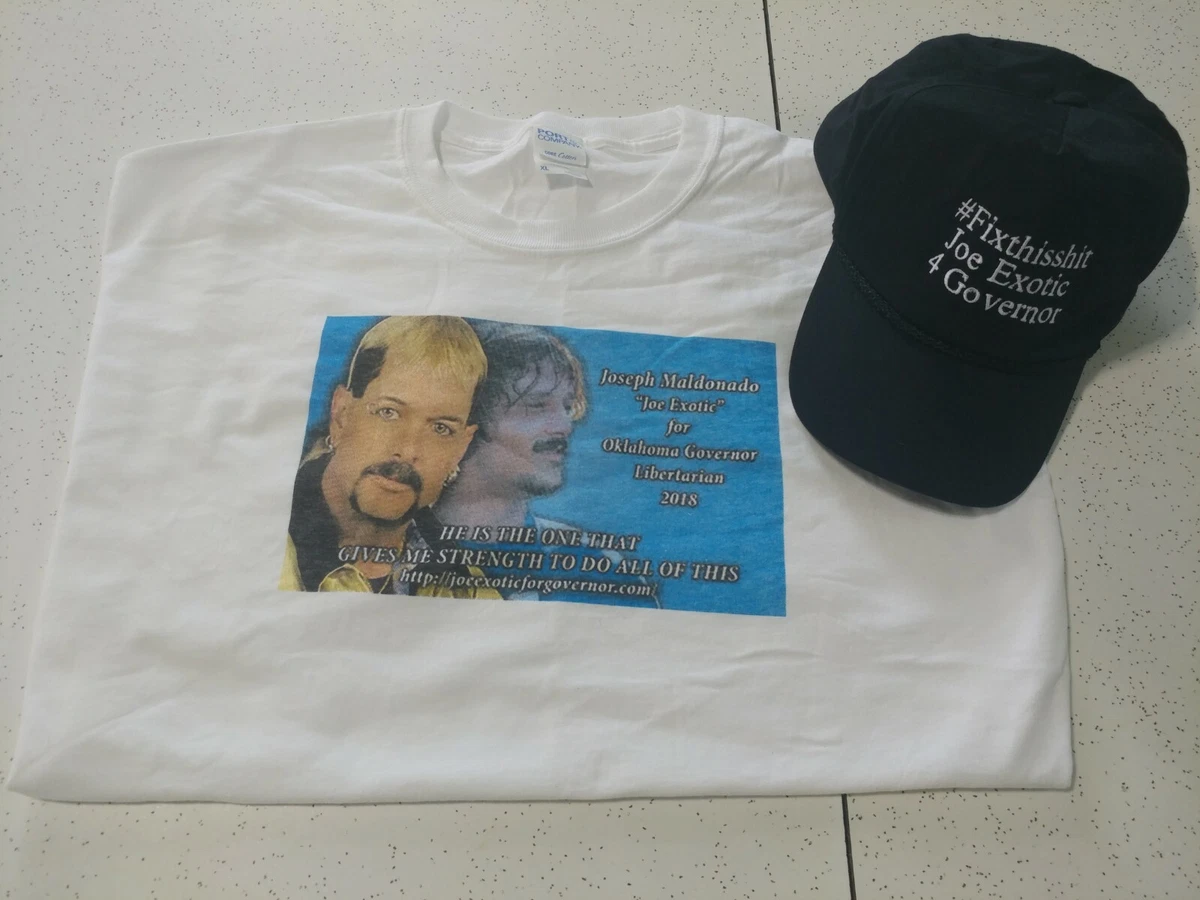 PORT &
COMPANY
XL
#Fixthisshit
Joe Exotic
4 Governor
Joseph Maldonado
"Joe Exotic"
for
Oklahoma Governor
Libertarian
2018
HE IS THE ONE THAT
GIVES ME STRENGTH TO DO ALL OF THIS
http://joeexoticforgovernor.com/